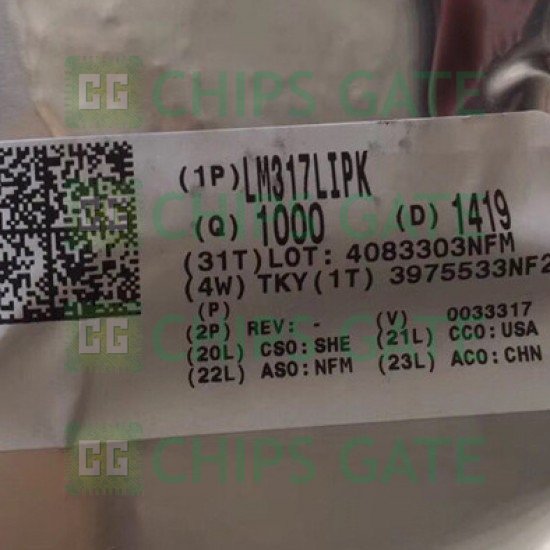 CG CHIPS GATE
(1P)LM317LIPK
(Q) 1000 (D) 1419
(31T)LOT: 4083303NFM
(4W) TKY(1T) 3975533NF2
(P)
(2P) REV: - (V) 0033317
(20L) CSO: SHE (21L) CCO: USA
(22L) ASO: NFM (23L) ACO: CHN
CG CHIPS GATE